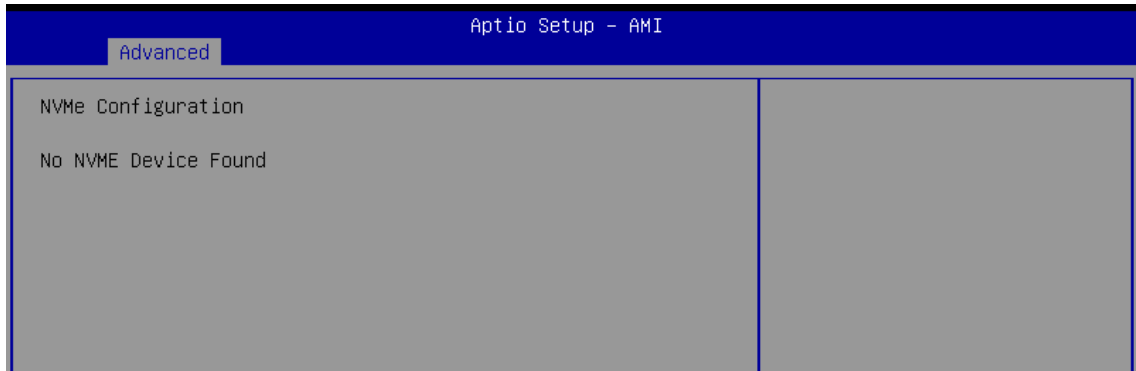 Aptio Setup – AMI
Advanced
NVMe Configuration
No NVME Device Found